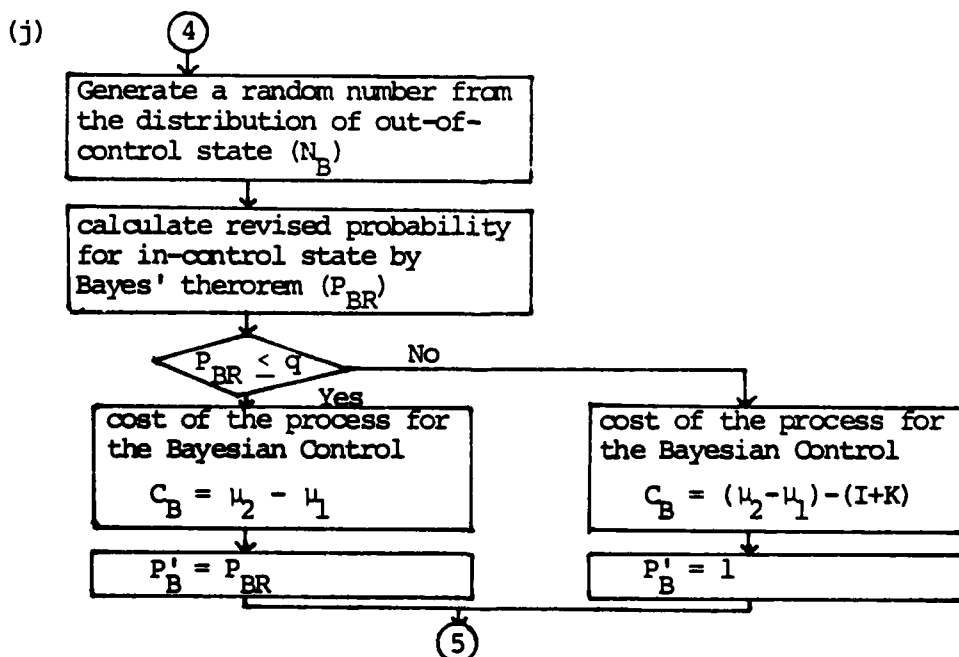 (j)
4
Generate a random number from
the distribution of out-of-
control state (N_B)
calculate revised probability
for in-control state by
Bayes' therorem (P_BR)
P_BR ≤ q
No
Yes
cost of the process for
the Bayesian Control
C_B = μ_2 - μ_1
cost of the process for
the Bayesian Control
C_B = (μ_2-μ_1)-(I+K)
P'_B = P_BR
P'_B = 1
5